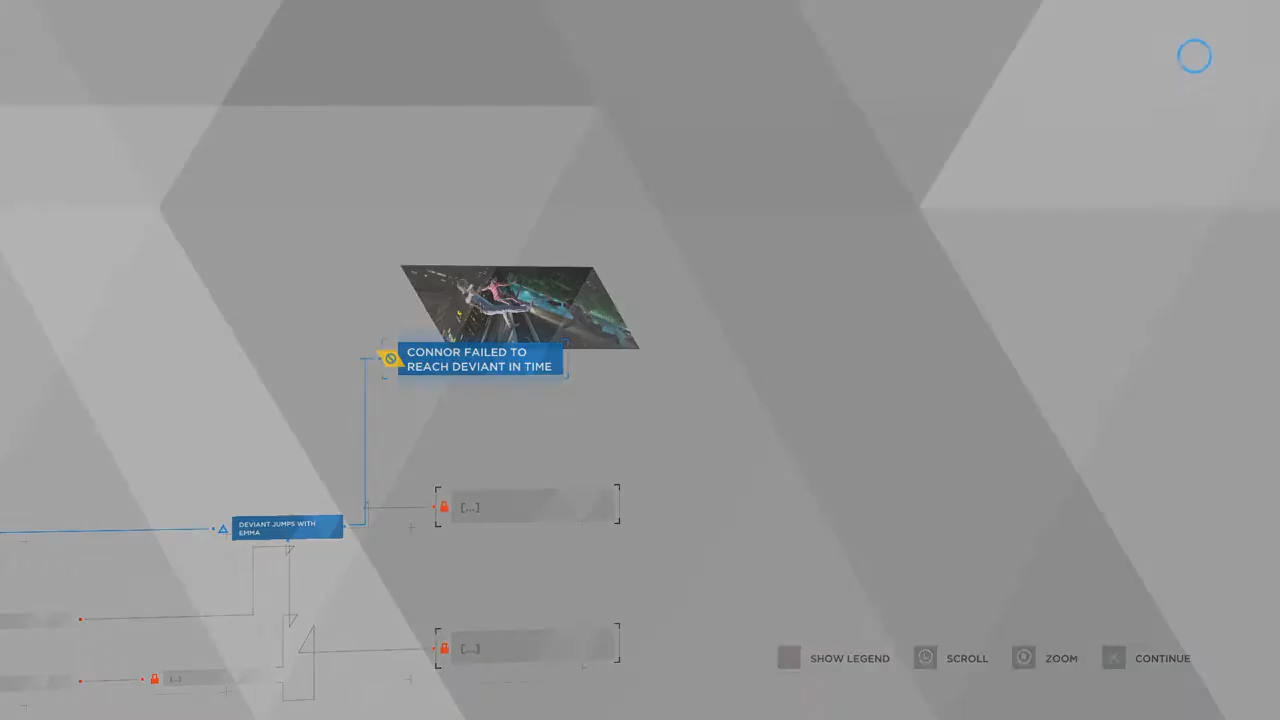 CONNOR FAILED TO
REACH DEVIANT IN TIME
[...]
DEVIANT JUMPS WITH
EMMA
[...]
[...]
SHOW LEGEND
SCROLL
ZOOM
CONTINUE